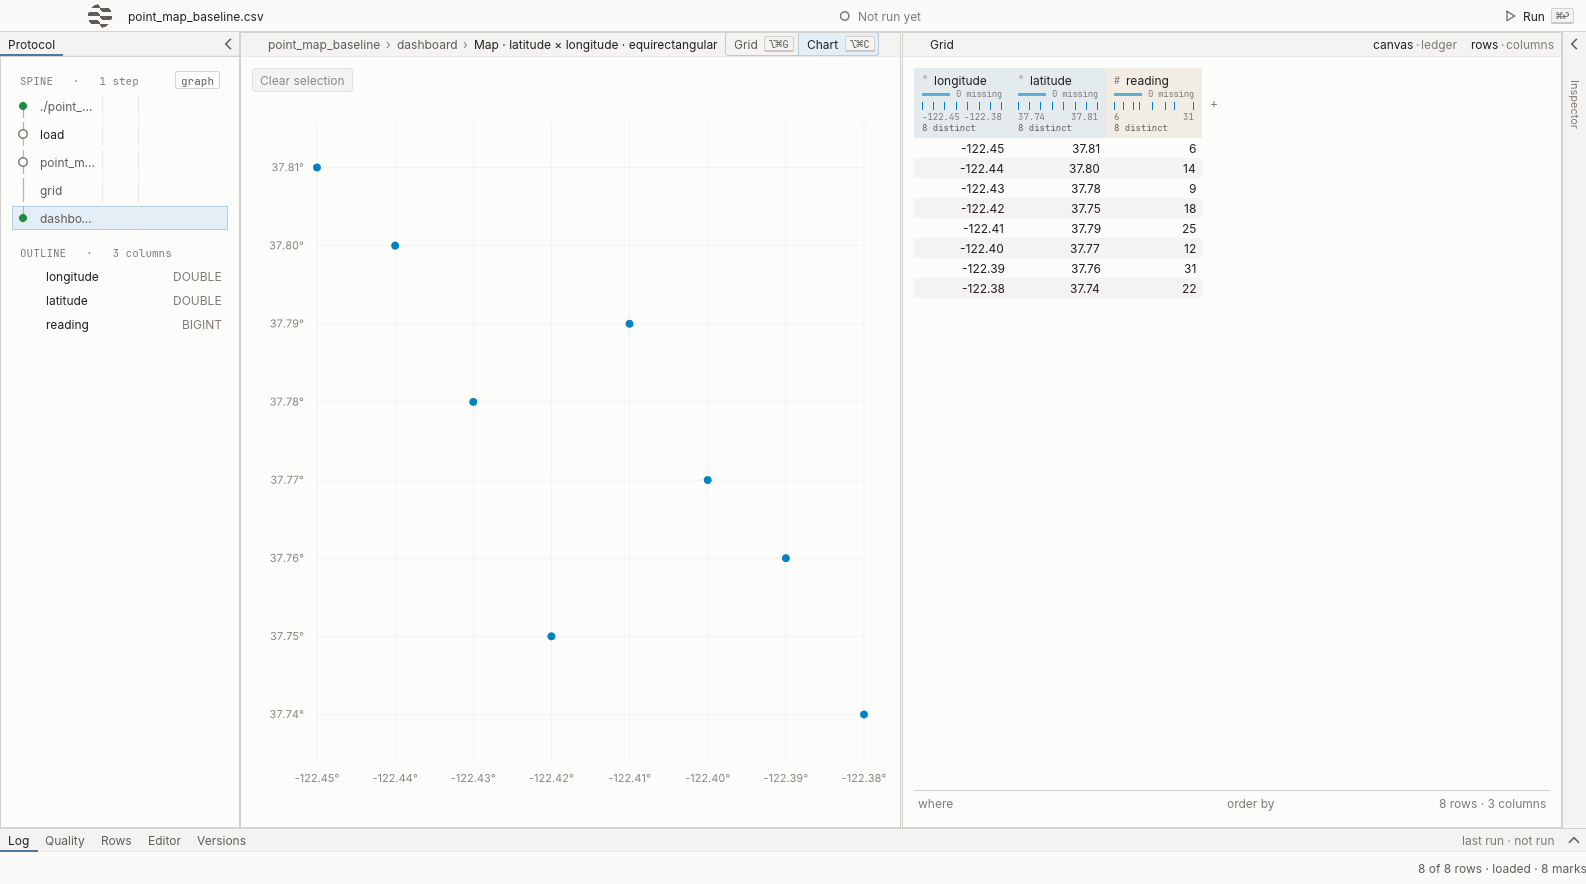 point_map_baseline.csv
Not run yet
Run ⌘⏎
Protocol
SPINE · 1 step graph
./point_...
load
point_m...
grid
dashbo...
OUTLINE · 3 columns
longitude DOUBLE
latitude DOUBLE
reading BIGINT
point_map_baseline › dashboard › Map · latitude × longitude · equirectangular
Grid ⌥⌘G Chart ⌥⌘C
Clear selection
37.81°
37.80°
37.79°
37.78°
37.77°
37.76°
37.75°
37.74°
-122.45° -122.44° -122.43° -122.42° -122.41° -122.40° -122.39° -122.38°
Grid
canvas · ledger rows · columns
° longitude ° latitude # reading
0 missing 0 missing 0 missing
-122.45 -122.38 37.74 37.81 6 31
8 distinct 8 distinct 8 distinct
+
-122.45 37.81 6
-122.44 37.80 14
-122.43 37.78 9
-122.42 37.75 18
-122.41 37.79 25
-122.40 37.77 12
-122.39 37.76 31
-122.38 37.74 22
where order by 8 rows · 3 columns
Inspector
Log Quality Rows Editor Versions
last run · not run
8 of 8 rows · loaded · 8 marks